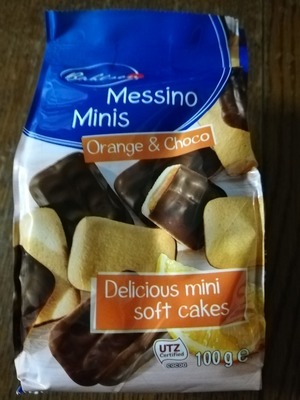 Bahlsen
Messino
Minis
Orange & Choco
Delicious mini
soft cakes
UTZ
Certified
cocoa
100 g e